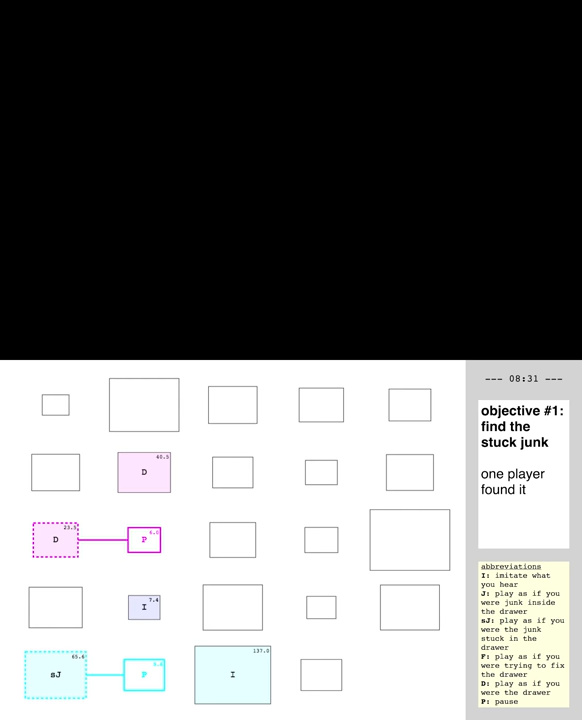 --- 08:31 ---
objective #1:
find the
stuck junk
one player
found it
40.5
D
23.5
D
P
7.4
I
65.6
sJ
P
137.0
I
abbreviations
I: imitate what
you hear
J: play as if you
were junk inside
the drawer
sJ: play as if you
were the junk
stuck in the
drawer
F: play as if you
were trying to fix
the drawer
D: play as if you
were the drawer
P: pause